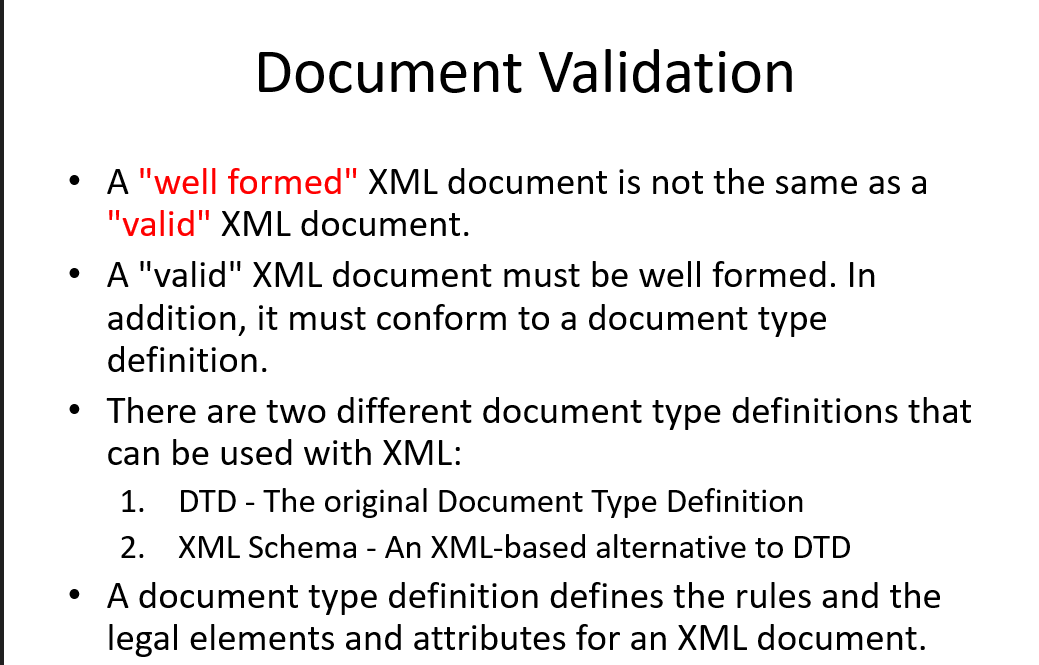 Document Validation
• A "well formed" XML document is not the same as a
"valid" XML document.
• A "valid" XML document must be well formed. In
addition, it must conform to a document type
definition.
• There are two different document type definitions that
can be used with XML:
1. DTD - The original Document Type Definition
2. XML Schema - An XML-based alternative to DTD
• A document type definition defines the rules and the
legal elements and attributes for an XML document.